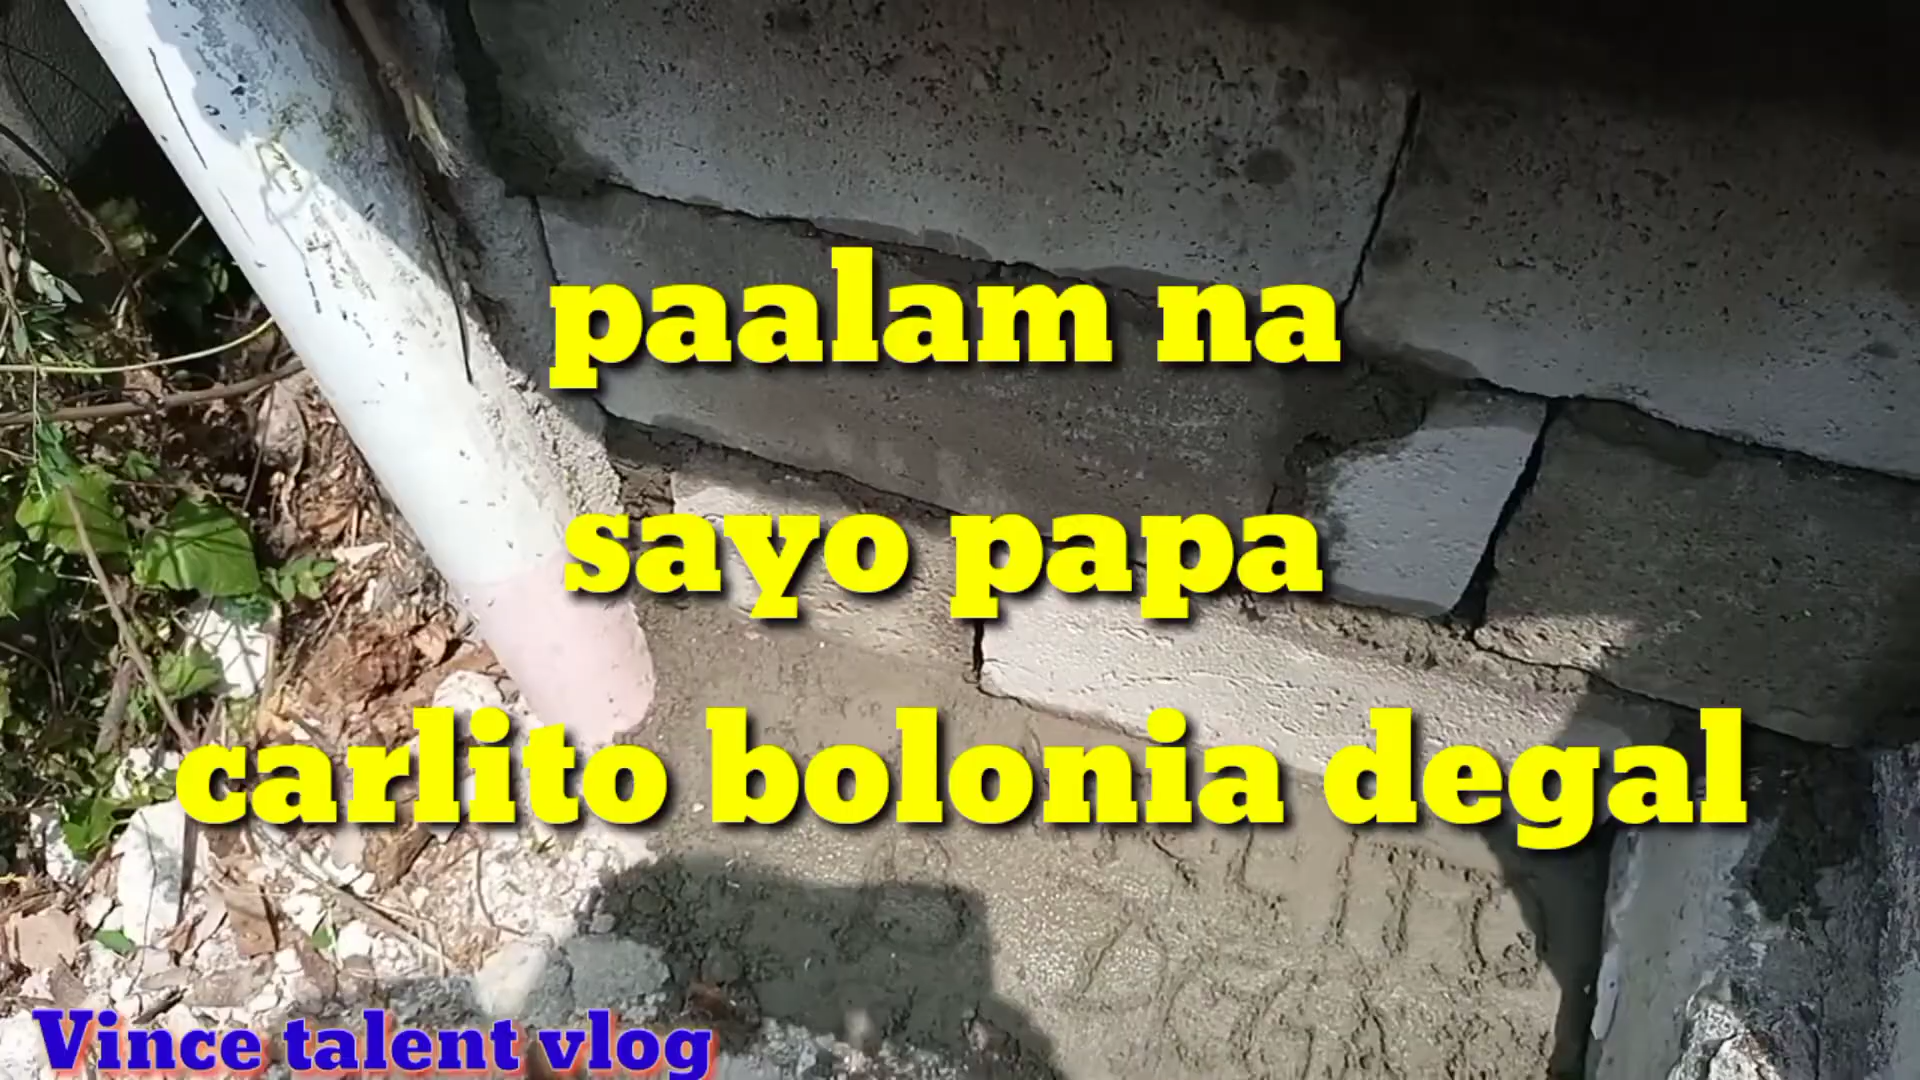 paalam na
sayo papa
carlito bolonia degal
Vince talent vlog